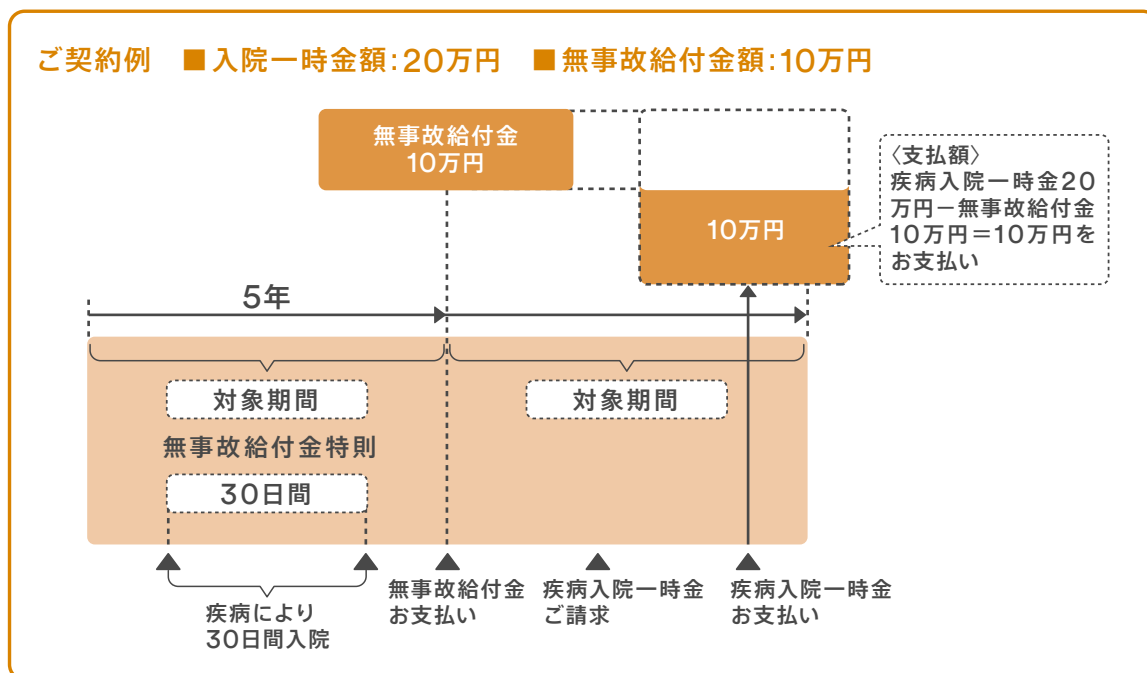 ご契約例 ■入院一時金額:20万円 ■無事故給付金額:10万円
無事故給付金
10万円
10万円
〈支払額〉
疾病入院一時金20
万円−無事故給付金
10万円＝10万円を
お支払い
5年
対象期間
対象期間
無事故給付金特則
30日間
疾病により
30日間入院
無事故給付金
お支払い
疾病入院一時金
ご請求
疾病入院一時金
お支払い